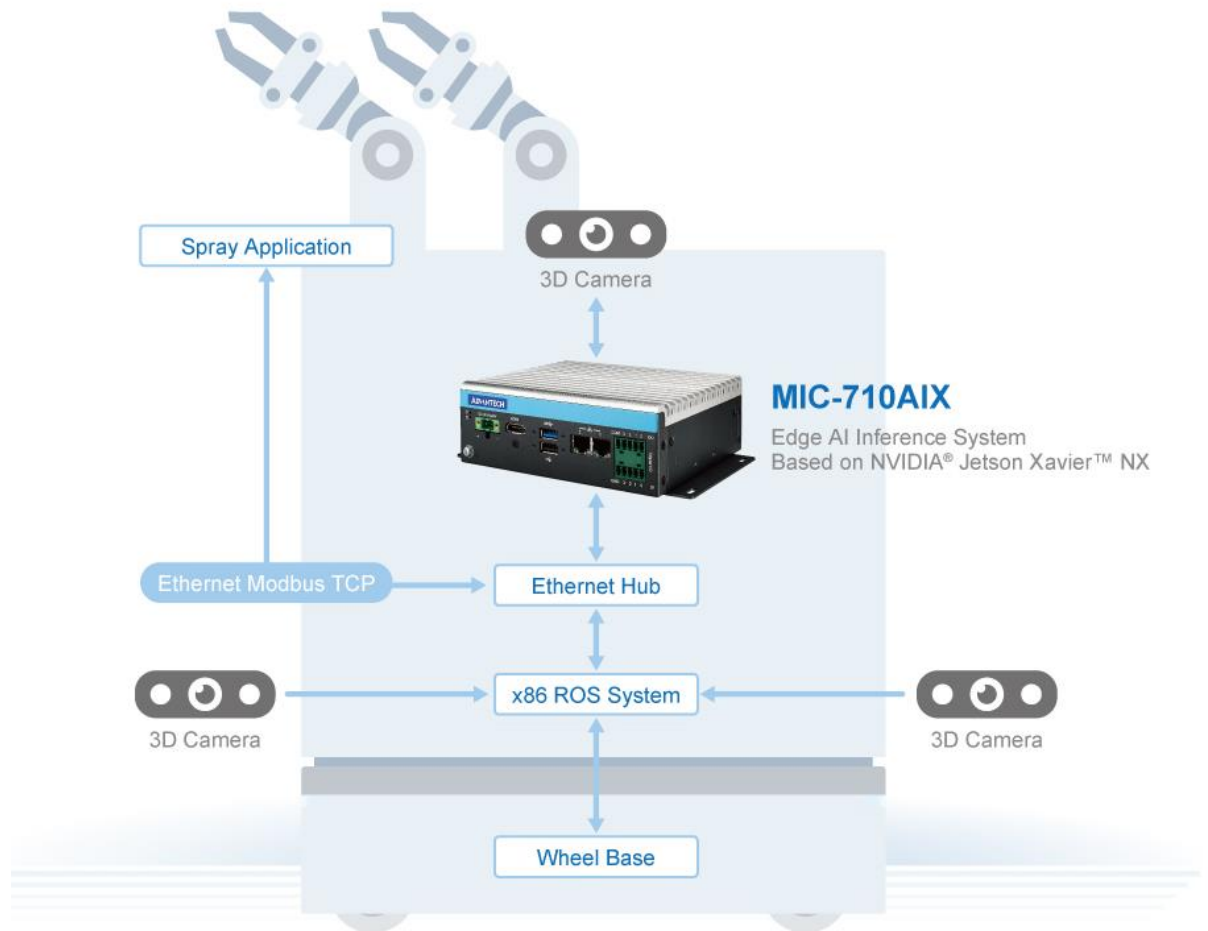 Spray Application
3D Camera
ADVANTECH
MIC-710AIX
Edge AI Inference System
Based on NVIDIA® Jetson Xavier™ NX
Ethernet Modbus TCP
Ethernet Hub
x86 ROS System
3D Camera
3D Camera
Wheel Base